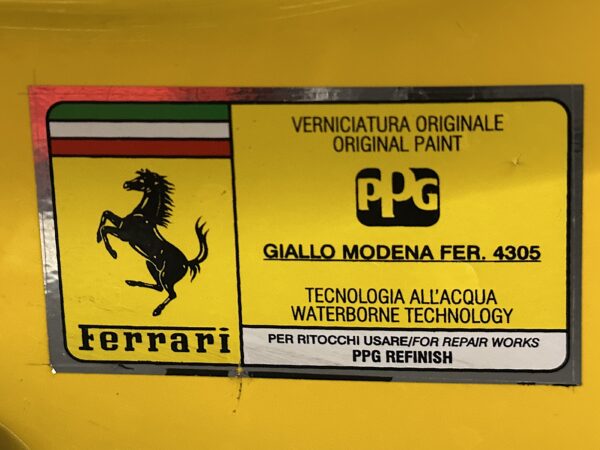 Ferrari
VERNICIATURA ORIGINALE
ORIGINAL PAINT
PPG
GIALLO MODENA FER. 4305
TECNOLOGIA ALL'ACQUA
WATERBORNE TECHNOLOGY
PER RITOCCHI USARE/FOR REPAIR WORKS
PPG REFINISH